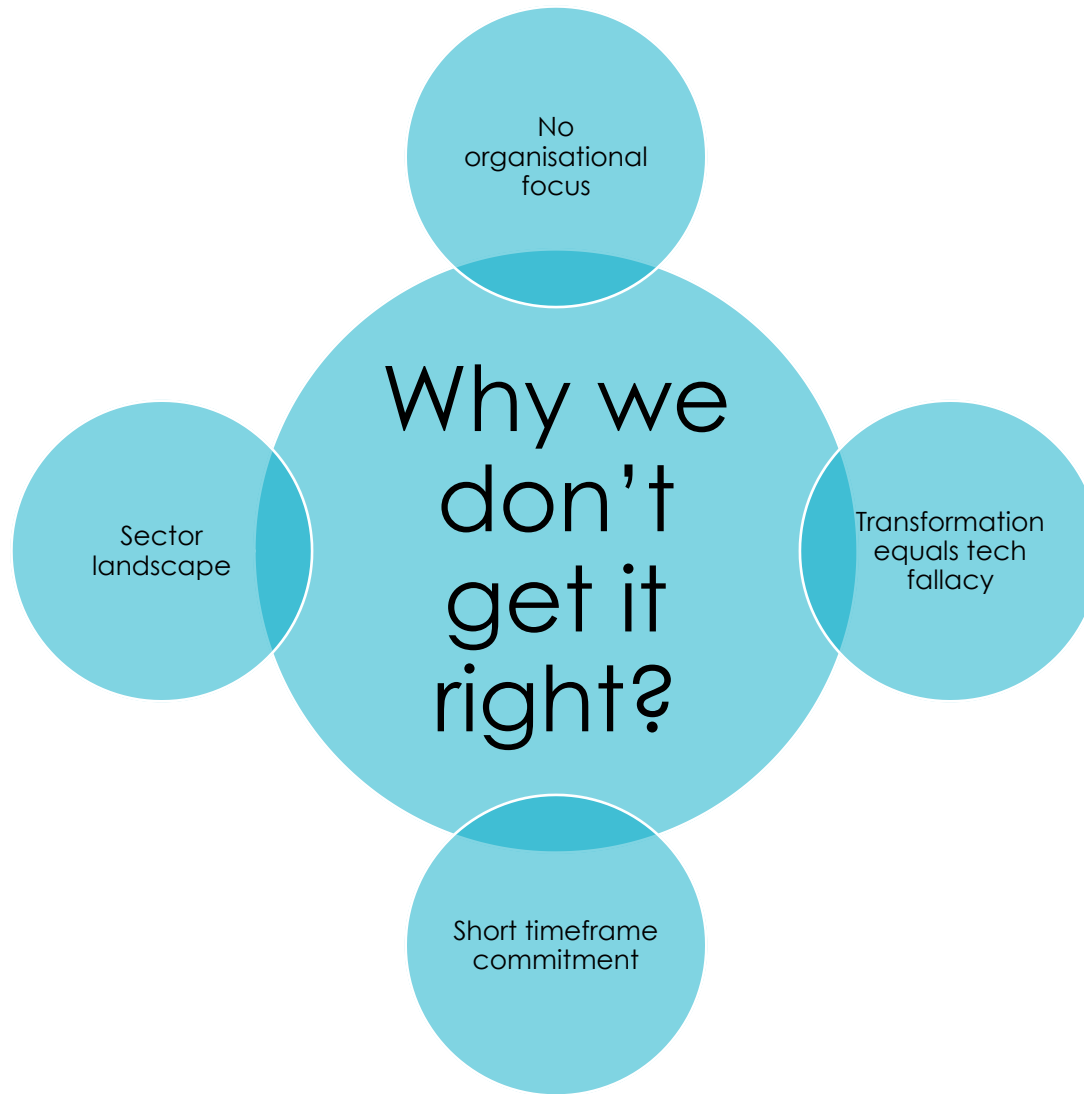 No
organisational
focus
Why we
don’t
get it
right?
Sector
landscape
Transformation
equals tech
fallacy
Short timeframe
commitment